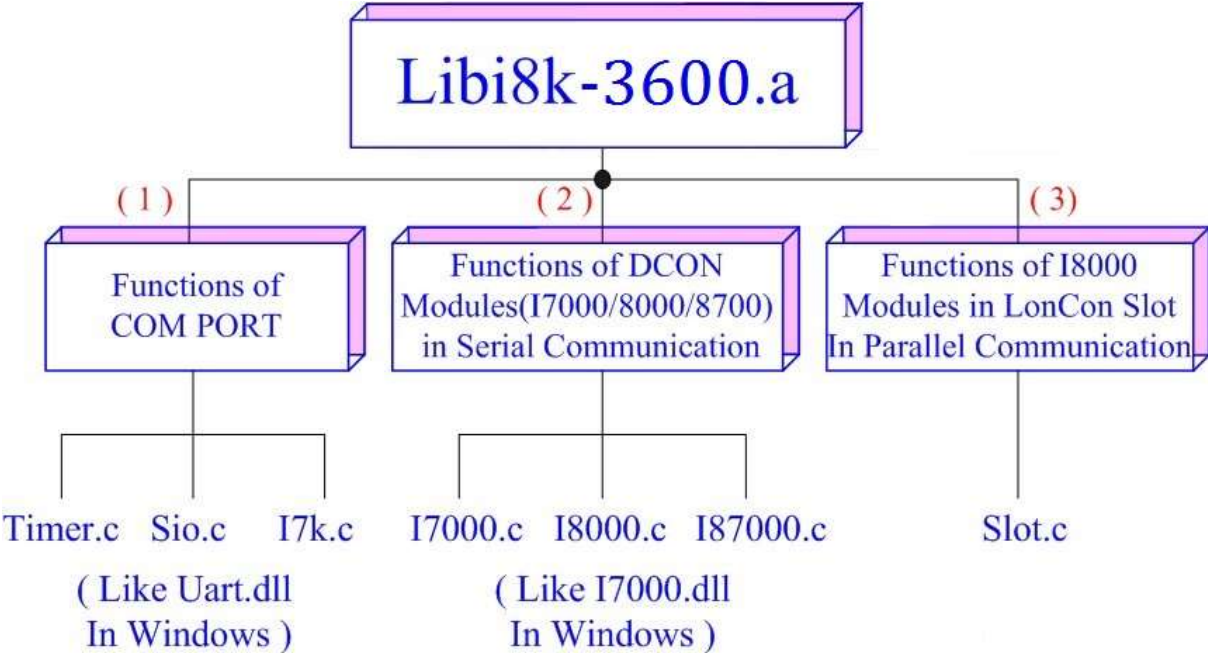 Libi8k-3600.a
( 1 )
( 2 )
( 3)
Functions of
COM PORT
Functions of DCON
Modules(I7000/8000/8700)
in Serial Communication
Functions of I8000
Modules in LonCon Slot
In Parallel Communication
Timer.c Sio.c I7k.c
I7000.c I8000.c I87000.c
Slot.c
( Like Uart.dll
In Windows )
( Like I7000.dll
In Windows )